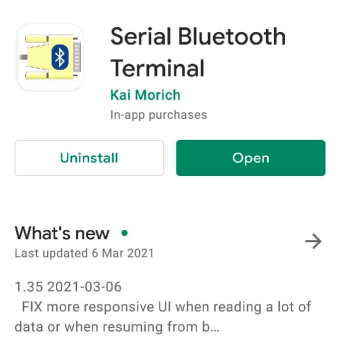 Serial Bluetooth
Terminal
Kai Morich
In-app purchases
Uninstall
Open
What's new
Last updated 6 Mar 2021
1.35 2021-03-06
FIX more responsive UI when reading a lot of
data or when resuming from b...